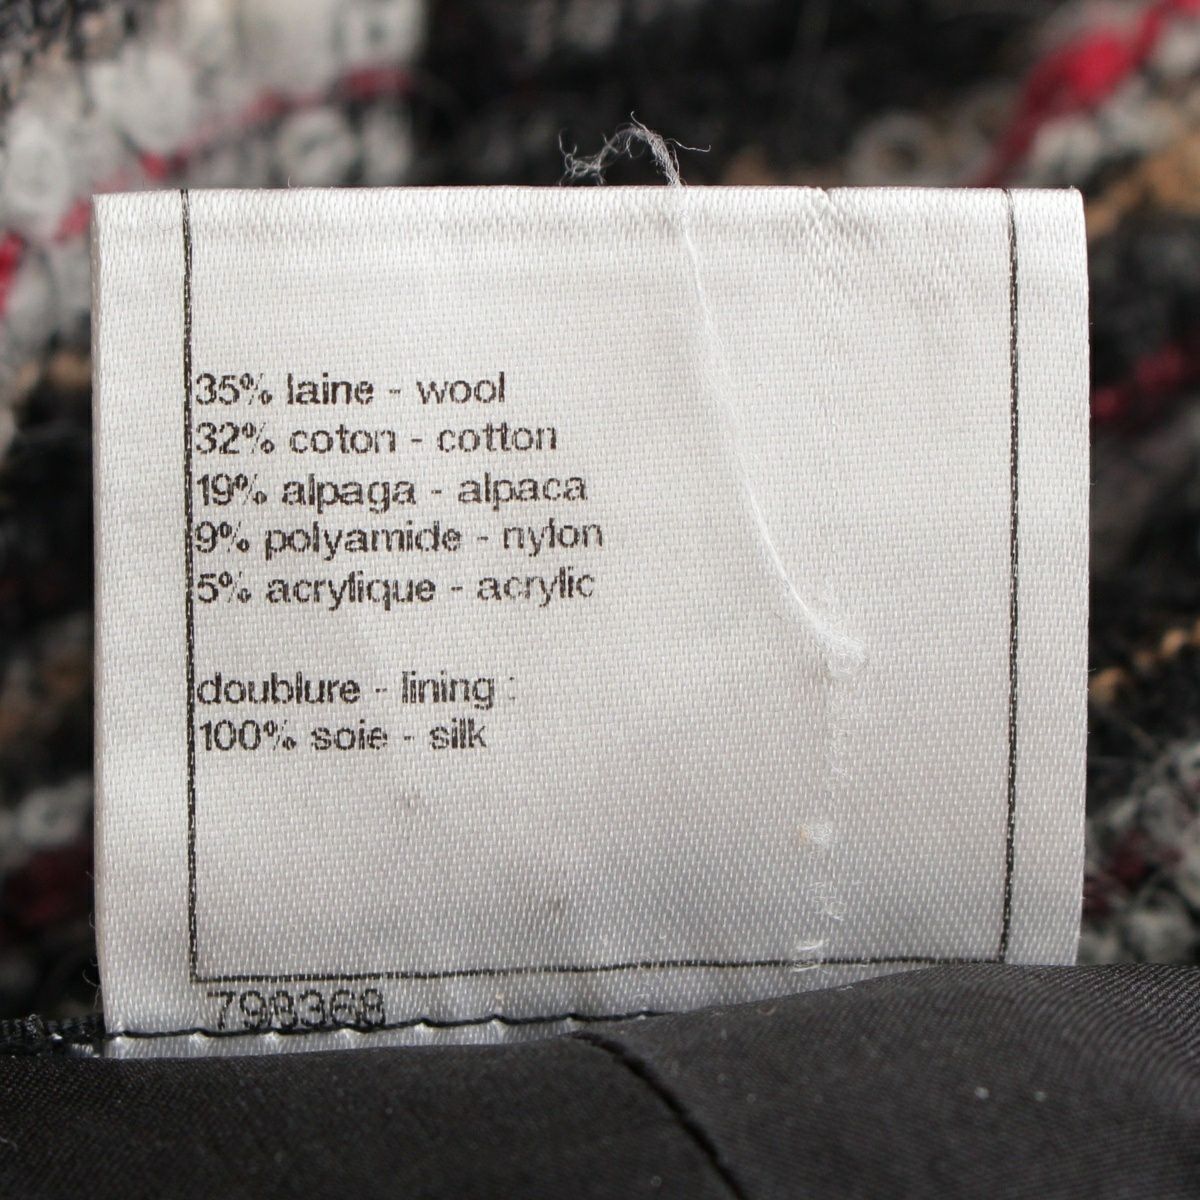 35% laine - wool
32% coton - cotton
19% alpaga - alpaca
9% polyamide - nylon
5% acrylique - acrylic
doublure - lining :
100% soie - silk
798368